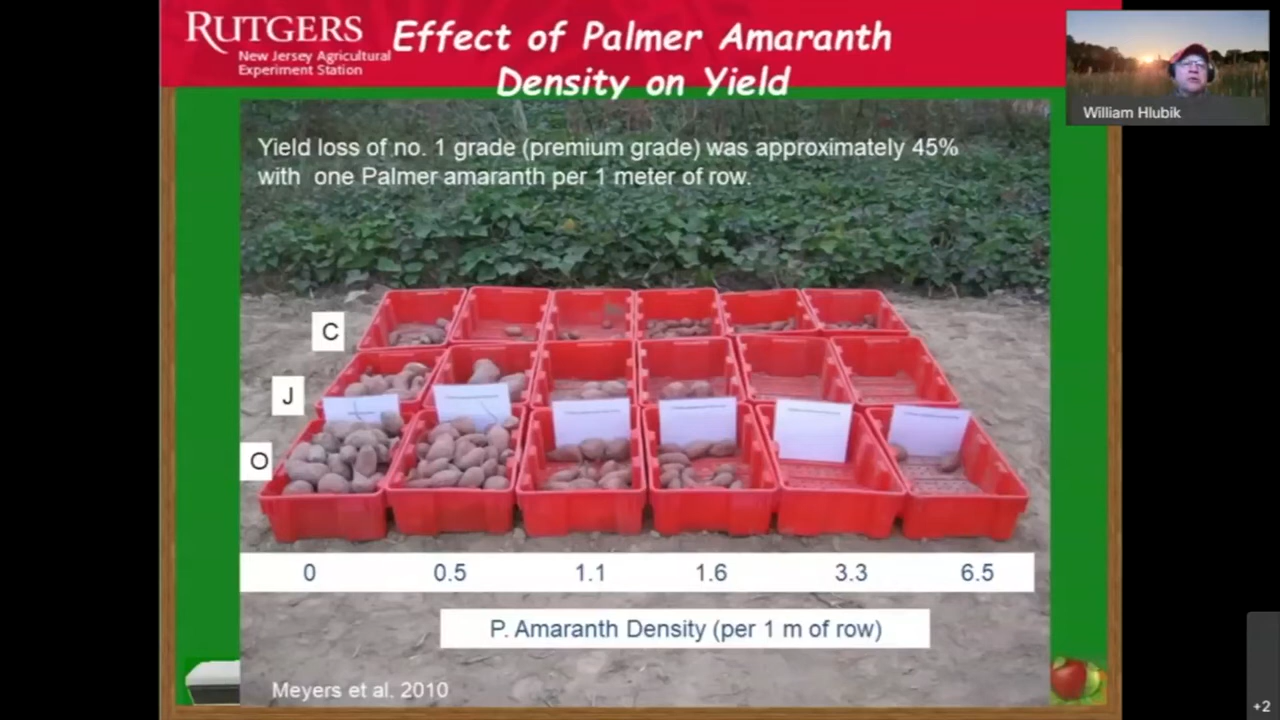 RUTGERS
New Jersey Agricultural
Experiment Station
Effect of Palmer Amaranth
Density on Yield
William Hlubik
Yield loss of no. 1 grade (premium grade) was approximately 45%
with one Palmer amaranth per 1 meter of row.
C
J
O
0 0.5 1.1 1.6 3.3 6.5
P. Amaranth Density (per 1 m of row)
Meyers et al. 2010
+2